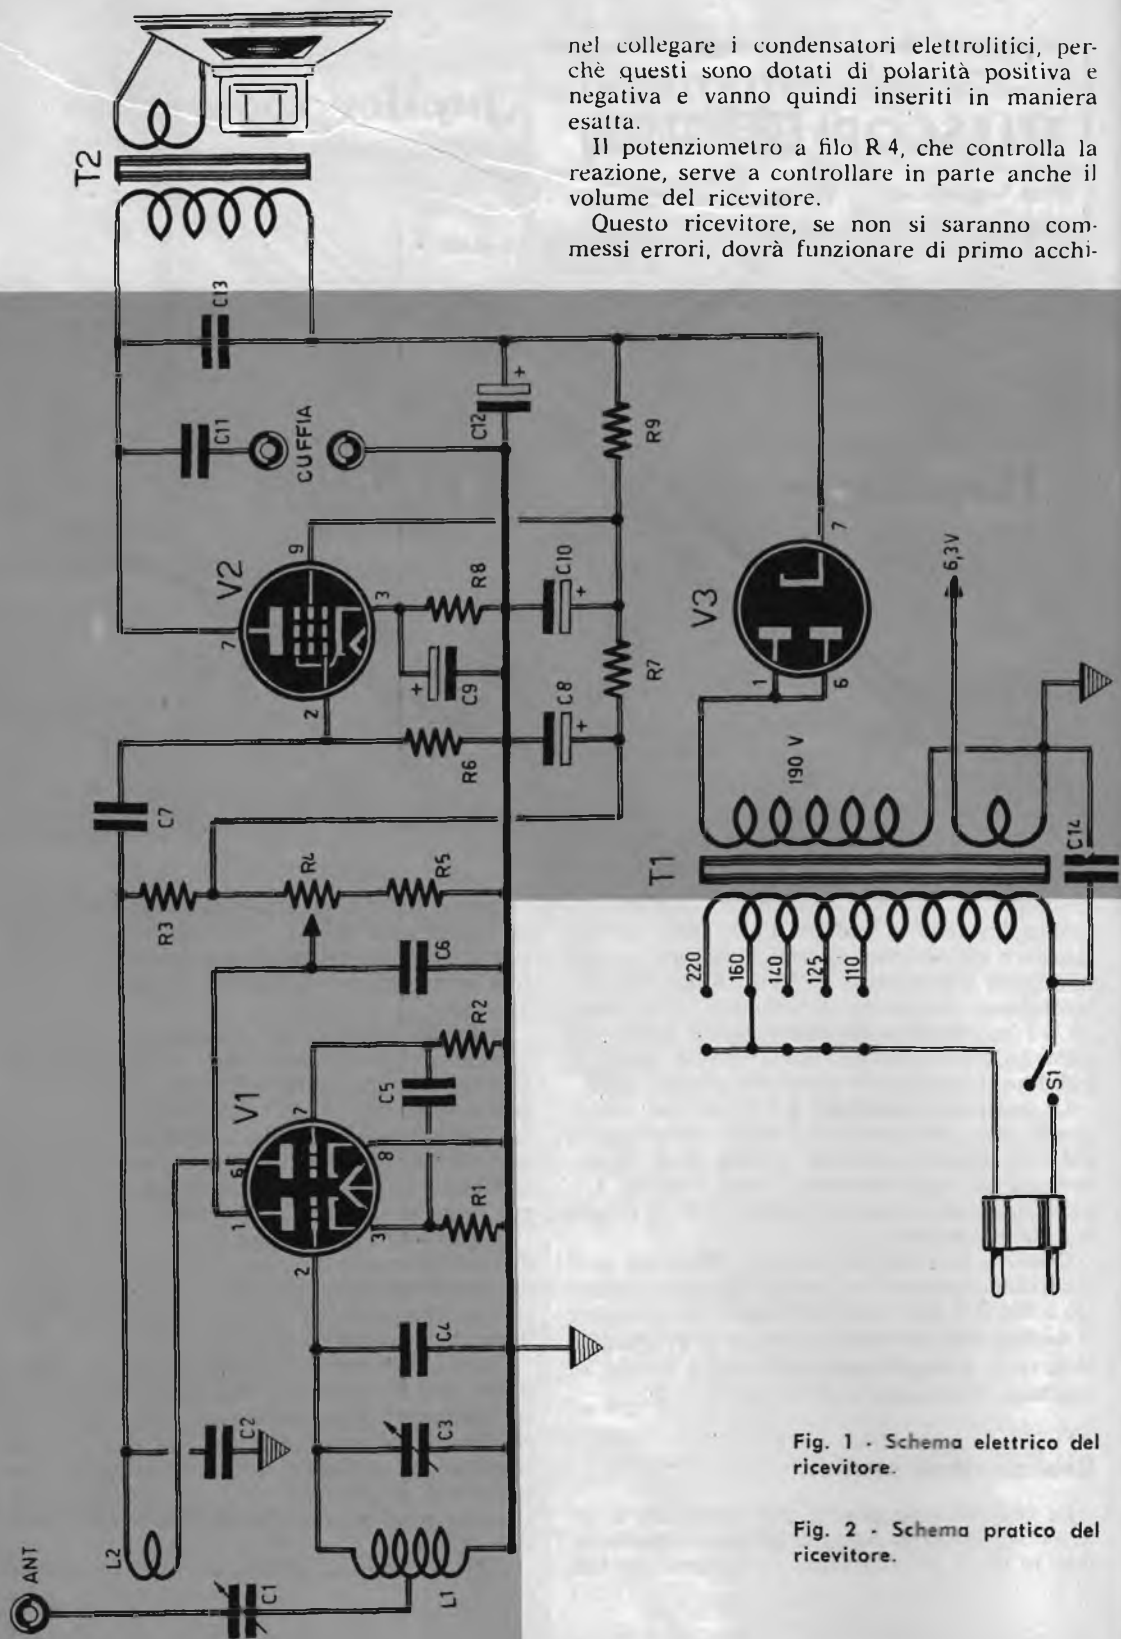 nel collegare i condensatori elettrolitici, per-
chè questi sono dotati di polarità positiva e
negativa e vanno quindi inseriti in maniera
esatta.
Il potenziometro a filo R 4, che controlla la
reazione, serve a controllare in parte anche il
volume del ricevitore.
Questo ricevitore, se non si saranno com-
messi errori, dovrà funzionare di primo acchi-
T2
C13
C11
CUFFIA
C12
+
R9
V2
7
9
2
3
R8
C10
+
+
C9
R6
C8
+
R7
C7
R3
R4
R5
C6
V1
6
1
7
2
3
8
C5
R2
R1
C4
C3
C2
L2
ANT
C1
L1
V3
7
1
6
6,3V
190 V
T1
C14
220
160
140
125
110
S1
Fig. 1 - Schema elettrico del
ricevitore.
Fig. 2 - Schema pratico del
ricevitore.